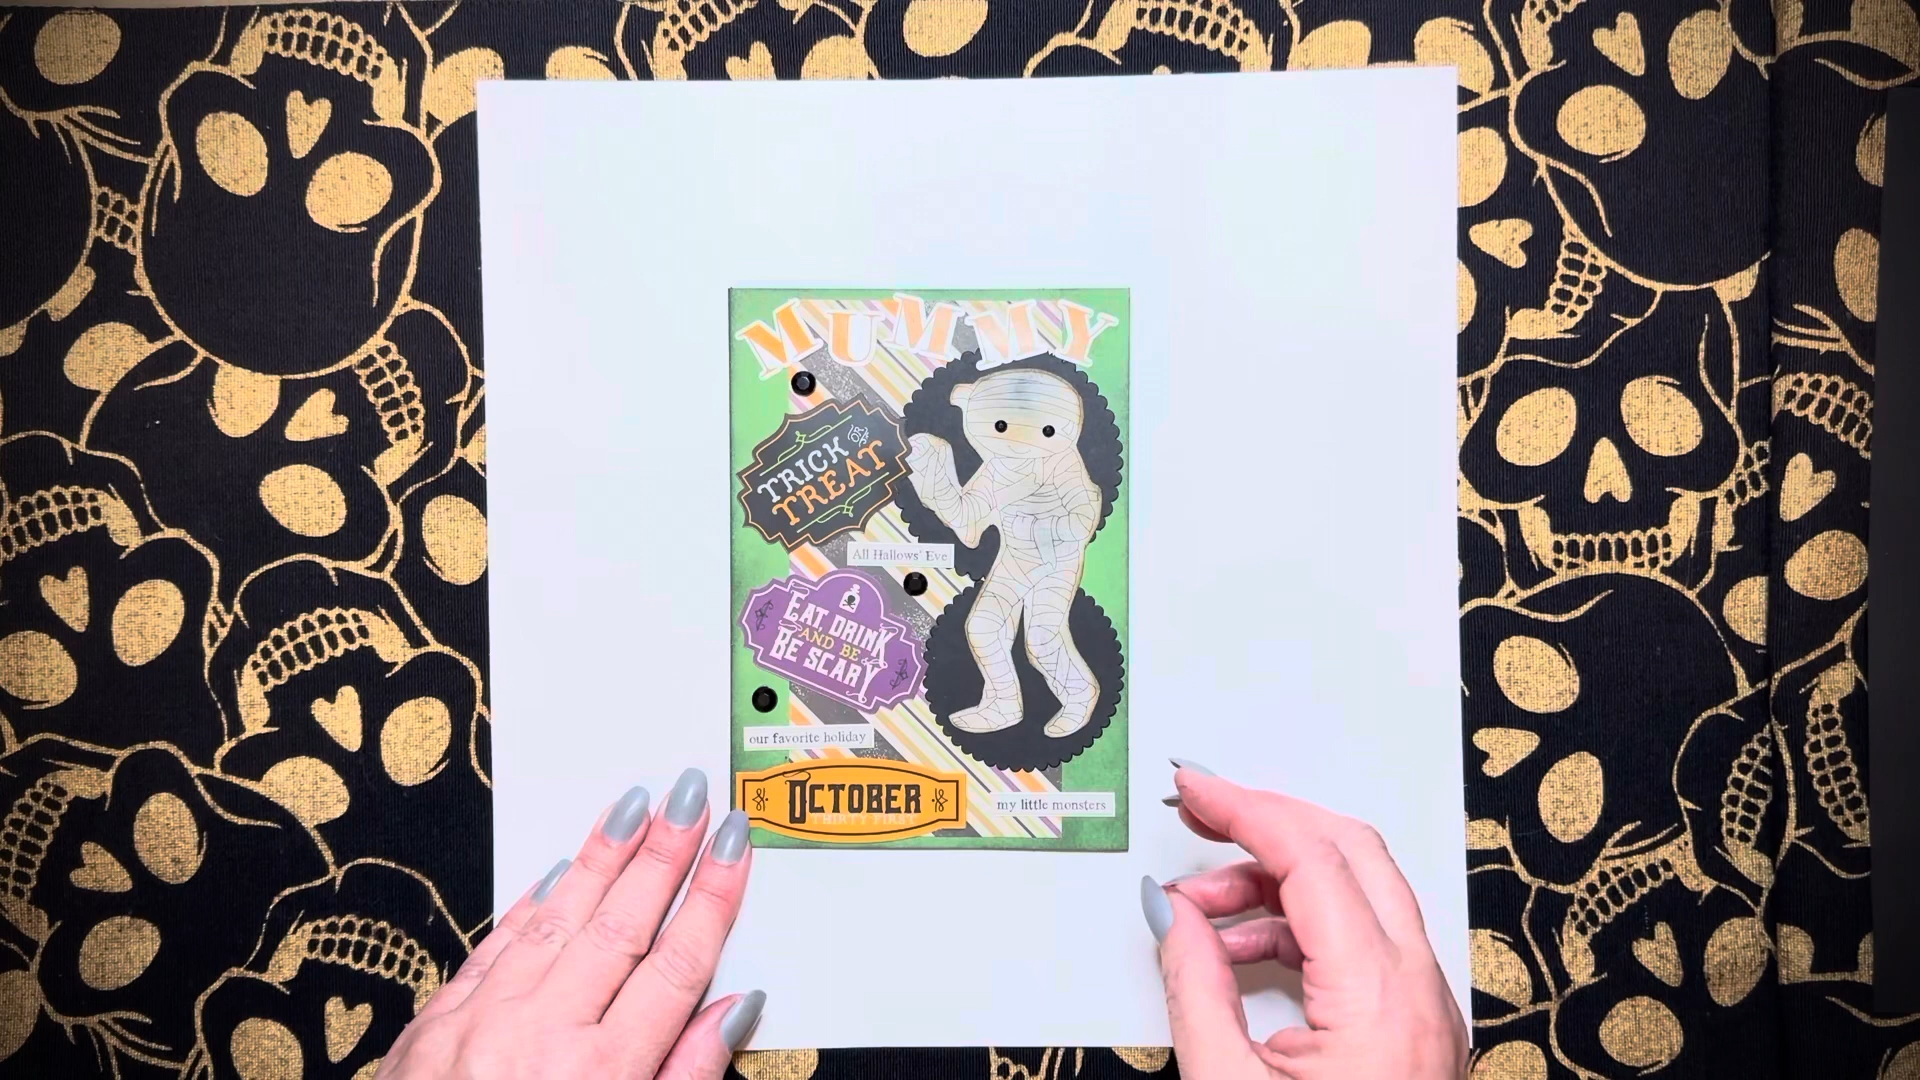 MUMMY
TRICK OR
TREAT
All Hallows' Eve
EAT, DRINK
AND BE
BE SCARY
our favorite holiday
OCTOBER
THIRTY FIRST
my little monsters